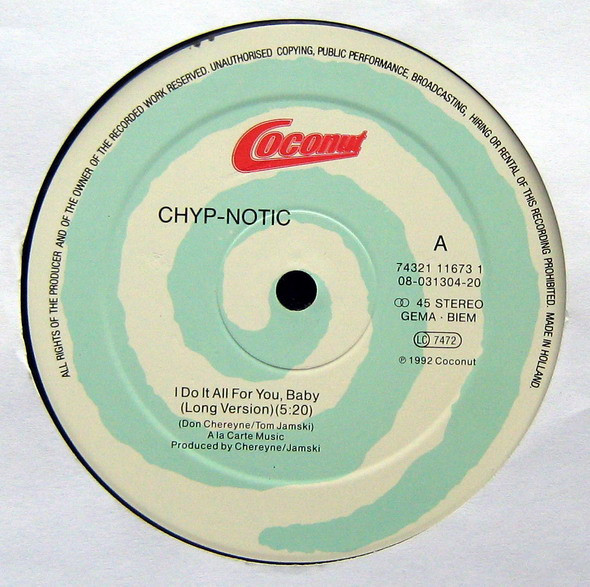 ALL RIGHTS OF THE PRODUCER AND OF THE OWNER OF THE RECORDED WORK RESERVED. UNAUTHORISED COPYING, PUBLIC PERFORMANCE, BROADCASTING, HIRING OR RENTAL OF THIS RECORDING PROHIBITED. MADE IN HOLLAND.
Coconut
CHYP-NOTIC
A
74321 11673 1
08-031304-20
45 STEREO
GEMA · BIEM
LC 7472
℗ 1992 Coconut
I Do It All For You, Baby
(Long Version)(5:20)
(Don Chereyne/Tom Jamski)
A la Carte Music
Produced by Chereyne/Jamski